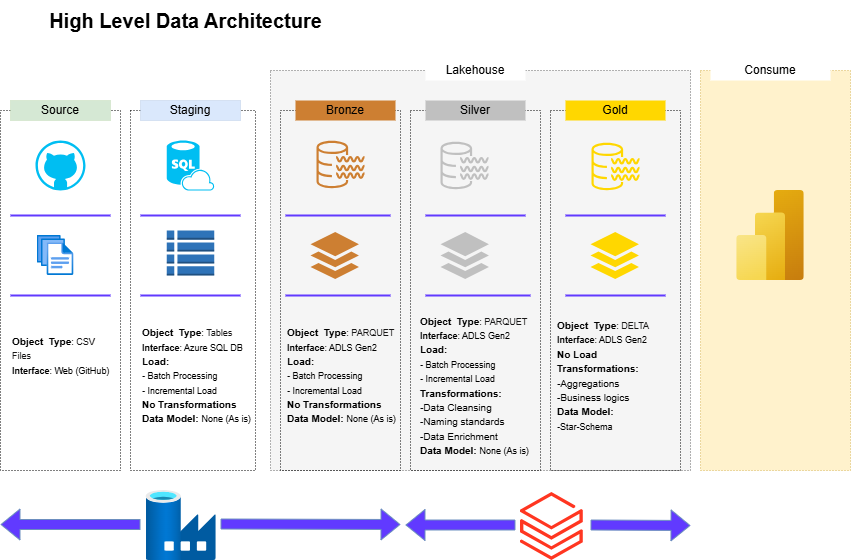 High Level Data Architecture
Lakehouse
Consume
Source
Staging
Bronze
Silver
Gold
SQL
Object Type: CSV
Files
Interface: Web (GitHub)
Object Type: Tables
Interface: Azure SQL DB
Load:
- Batch Processing
- Incremental Load
No Transformations
Data Model: None (As is)
Object Type: PARQUET
Interface: ADLS Gen2
Load:
- Batch Processing
- Incremental Load
No Transformations
Data Model: None (As is)
Object Type: PARQUET
Interface: ADLS Gen2
Load:
- Batch Processing
- Incremental Load
Transformations:
-Data Cleansing
-Naming standards
-Data Enrichment
Data Model: None (As is)
Object Type: DELTA
Interface: ADLS Gen2
No Load
Transformations:
-Aggregations
-Business logics
Data Model:
-Star-Schema